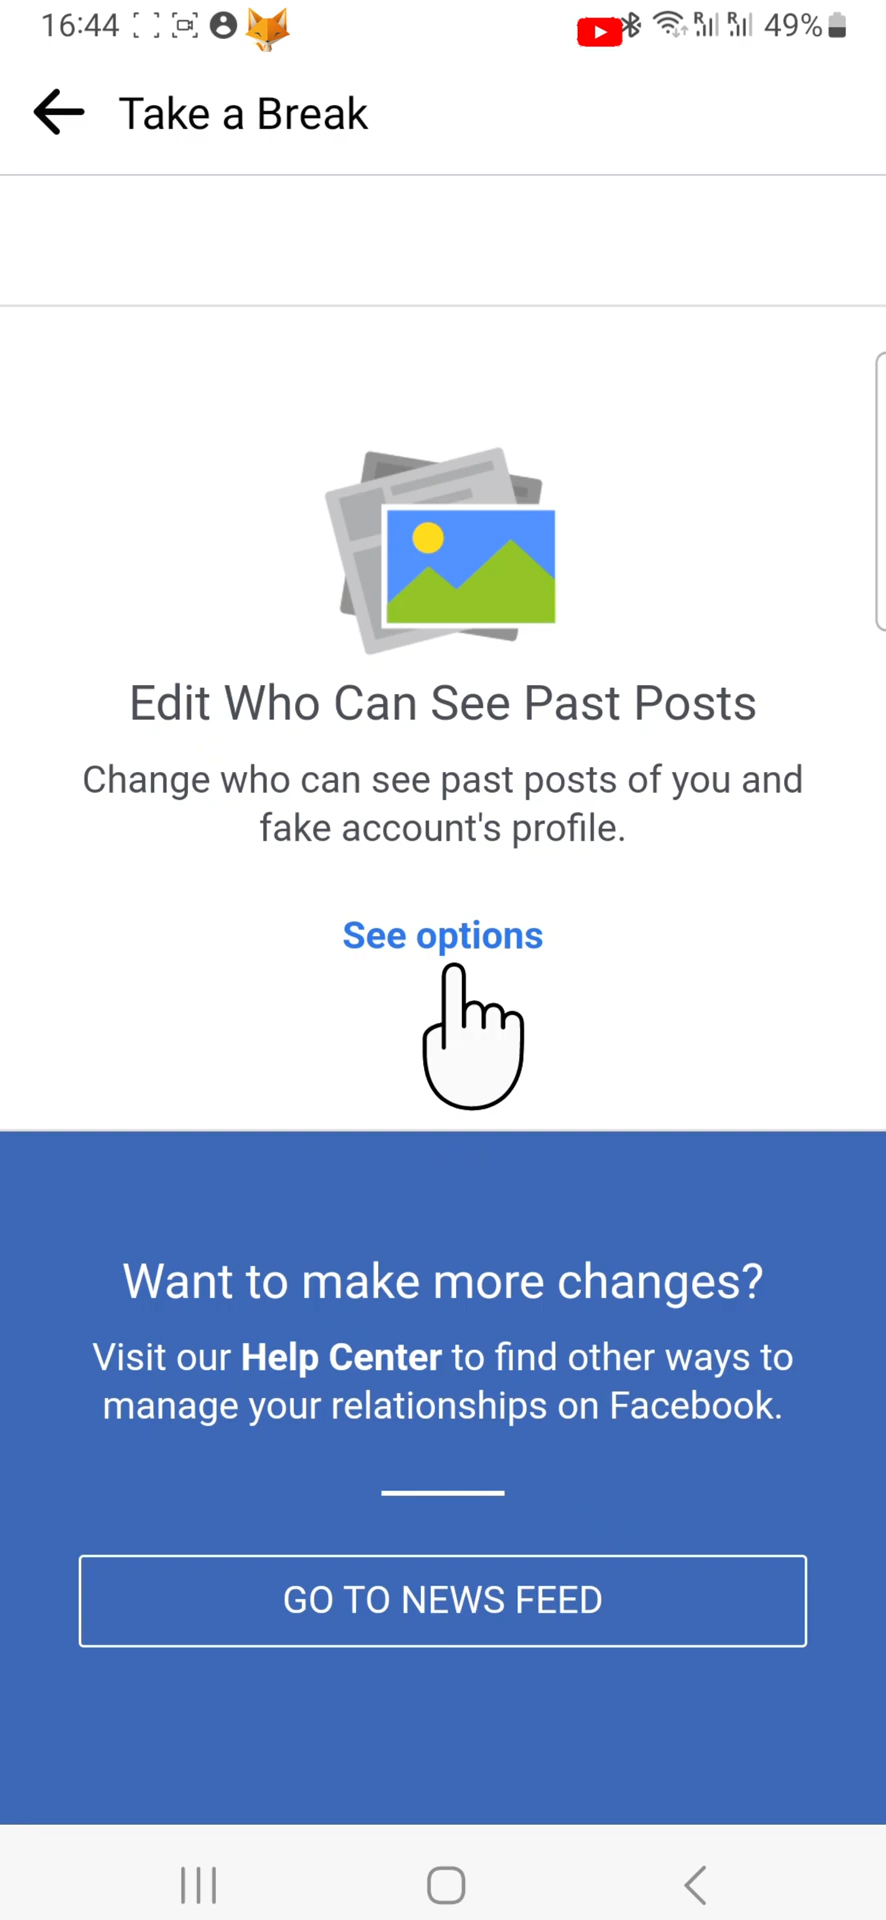 16:44
49%
Take a Break
Edit Who Can See Past Posts
Change who can see past posts of you and
fake account's profile.
See options
Want to make more changes?
Visit our Help Center to find other ways to
manage your relationships on Facebook.
GO TO NEWS FEED